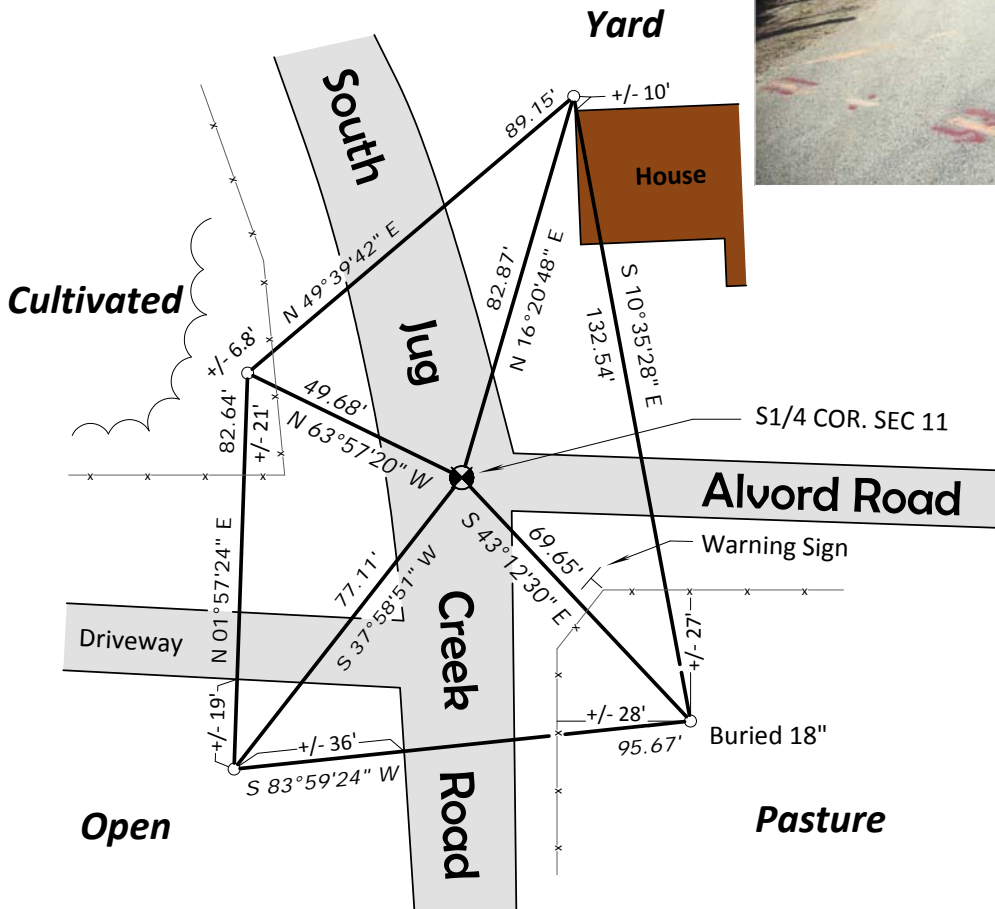 Yard
89.15'
+/- 10'
South
House
N 49°39'42" E
82.87'
N 16°20'48" E
S 10°35'28" E
132.54'
Cultivated
Jug
+/- 6.8'
49.68'
N 63°57'20" W
82.64'
+/- 21'
S1/4 COR. SEC 11
Alvord Road
S 43°12'30" E
69.65'
Warning Sign
N 01°57'24" E
77.11'
S 37°58'51" W
Creek
Driveway
+/- 27'
+/- 19'
+/- 36'
+/- 28'
S 83°59'24" W
95.67'
Buried 18"
Road
Open
Pasture